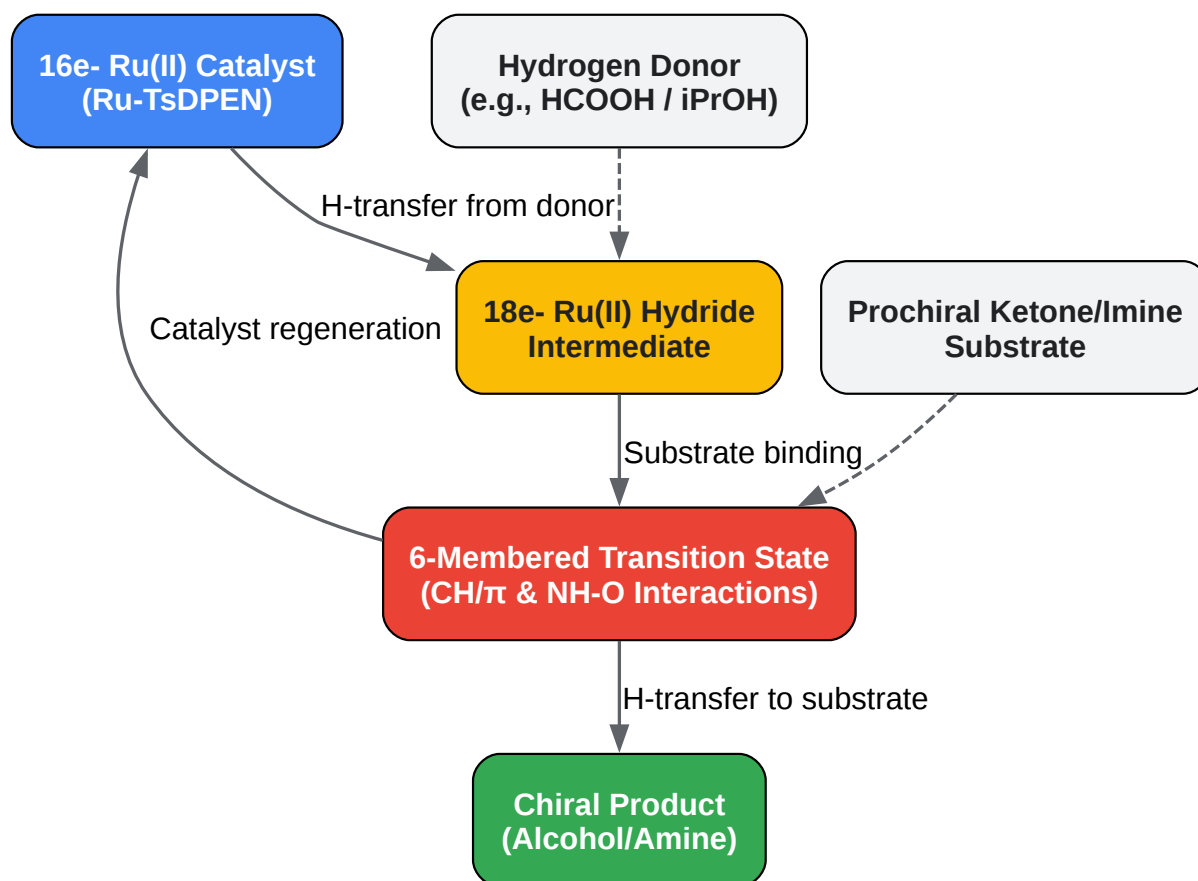 16e- Ru(II) Catalyst
(Ru-TsDPEN)
Hydrogen Donor
(e.g., HCOOH / iPrOH)
H-transfer from donor
18e- Ru(II) Hydride
Intermediate
Prochiral Ketone/Imine
Substrate
Catalyst regeneration
Substrate binding
6-Membered Transition State
(CH/π & NH-O Interactions)
H-transfer to substrate
Chiral Product
(Alcohol/Amine)